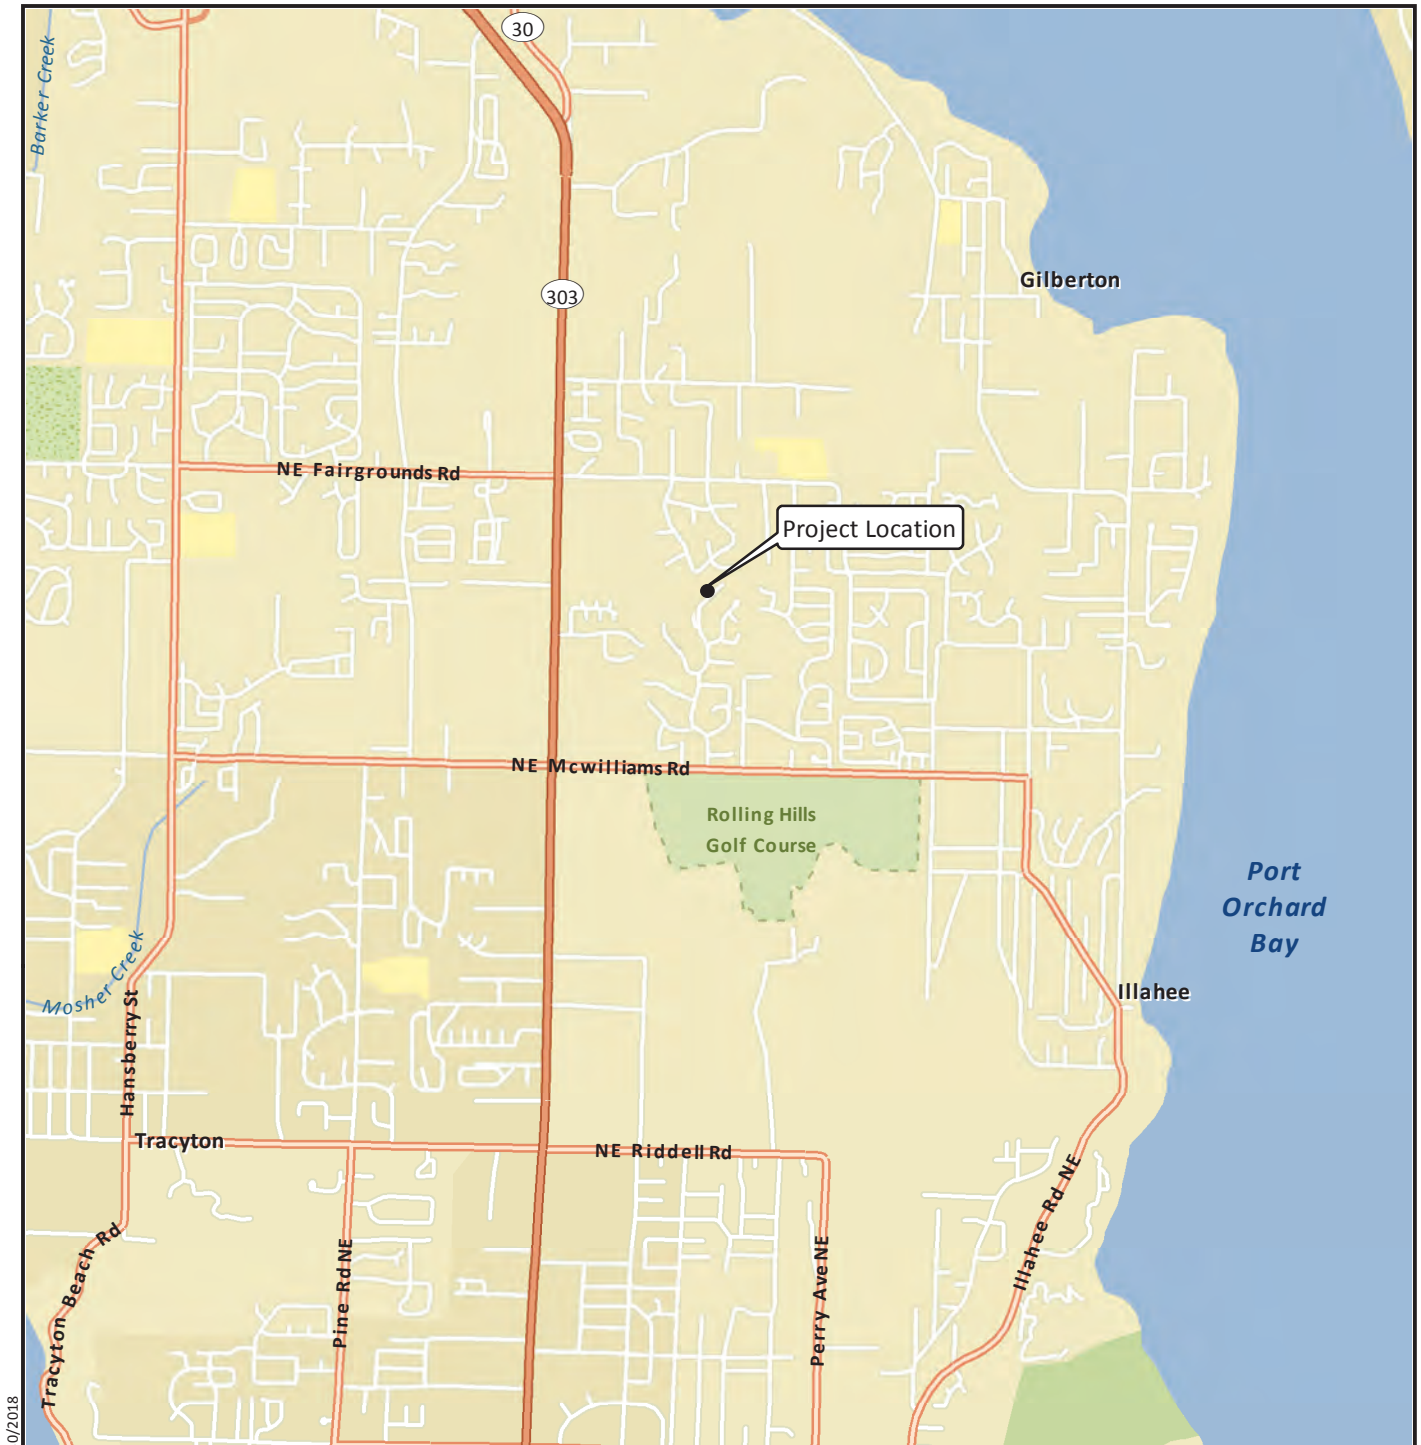 30
Barker Creek
303
Gilberton
NE Fairgrounds Rd
Project Location
NE Mcwilliams Rd
Rolling Hills
Golf Course
Port
Orchard
Bay
Mosher Creek
Illahee
Hansberry St
Tracyton
NE Riddell Rd
Illahee Rd NE
Tracyton Beach Rd
Pine Rd NE
Perry Ave NE
0/2018